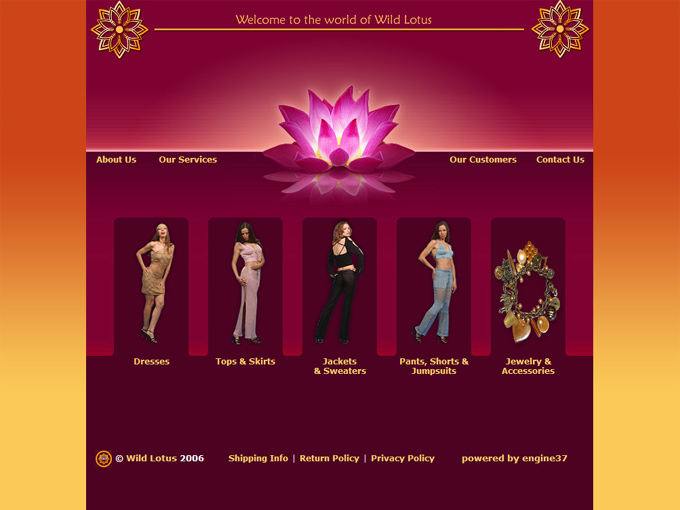 Welcome to the world of Wild Lotus
About Us
Our Services
Our Customers
Contact Us
Dresses
Tops & Skirts
Jackets
& Sweaters
Pants, Shorts &
Jumpsuits
Jewelry &
Accessories
© Wild Lotus 2006
Shipping Info | Return Policy | Privacy Policy
powered by engine37